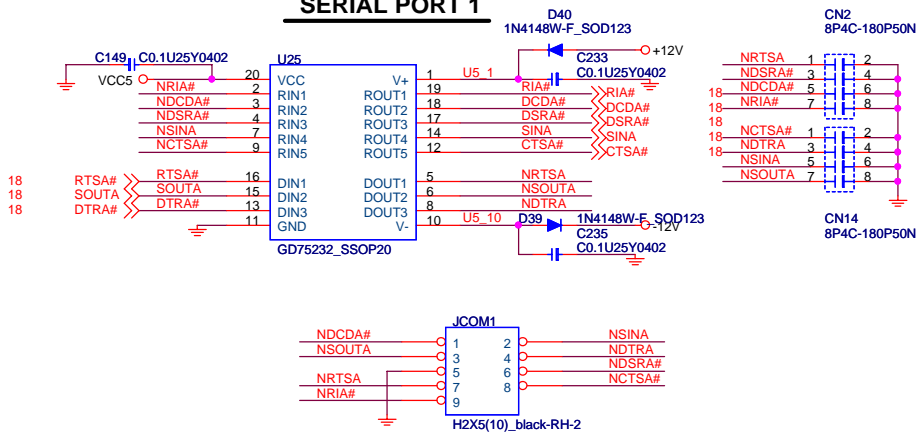 SERIAL PORT 1
D40
1N4148W-F_SOD123
CN2
8P4C-180P50N
C149 C0.1U25Y0402
VCC5
U25
+12V
C233
C0.1U25Y0402
20 VCC V+ 1 U5_1
NRIA# 2 RIN1 ROUT1 19 RIA# RIA#
NDCDA# 3 RIN2 ROUT2 18 DCDA# DCDA#
NDSRA# 4 RIN3 ROUT3 17 DSRA# DSRA#
NSINA 7 RIN4 ROUT4 14 SINA SINA
NCTSA# 9 RIN5 ROUT5 12 CTSA# CTSA#
18 RTSA# RTSA# 16 DIN1 DOUT1 5 NRTSA
18 SOUTA SOUTA 15 DIN2 DOUT2 6 NSOUTA
18 DTRA# DTRA# 13 DIN3 DOUT3 8 NDTRA
11 GND V- 10 U5_10
GD75232_SSOP20
D39 1N4148W-F_SOD123
-12V
C235
C0.1U25Y0402
NRTSA 1 2
NDSRA# 3 4
18 NDCDA# 5 6
18 NRIA# 7 8
18
18 NCTSA# 1 2
18 NDTRA 3 4
NSINA 5 6
NSOUTA 7 8
CN14
8P4C-180P50N
JCOM1
NDCDA# 1 2 NSINA
NSOUTA 3 4 NDTRA
5 6 NDSRA#
NRTSA 7 8 NCTSA#
NRIA# 9
H2X5(10)_black-RH-2